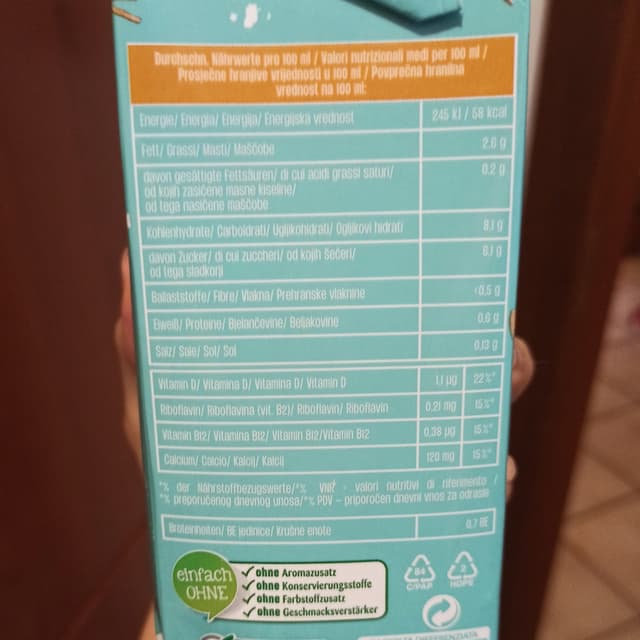 Durchschn. Nährwerte pro 100 ml / Valori nutrizionali medi per 100 ml /
Prosječne hranjive vrijednosti u 100 ml / Povprečna hranilna
vrednost na 100 ml:
Energie/ Energia/ Energija/ Energijska vrednost 245 kJ / 58 kcal
Fett/ Grassi/ Masti/ Maščobe 2.6 g
davon gesättigte Fettsäuren/ di cui acidi grassi saturi/ 0.2 g
od kojih zasićene masne kiseline/
od tega nasičene maščobe
Kohlenhydrate/ Carboidrati/ Ugljikohidrati/ Ogljikovi hidrati 8,1 g
davon Zucker/ di cui zuccheri/ od kojih šećeri/
od tega sladkorji
Ballaststoffe/ Fibre/ Vlakna/ Prehranske vlaknine <0,5 g
Eiweiß/ Proteine/ Bjelančevine/ Beljakovine 0,6 g
Salz/ Sale/ Sol/ Sol 0,13 g
Vitamin D/ Vitamina D/ Vitamina D/ Vitamin D 1,1 µg 22%*
Riboflavin/ Riboflavina (vit. B2)/ Riboflavin/ Riboflavin 0,21 mg 15%*
Vitamin B12/ Vitamina B12/ Vitamin B12/Vitamin B12 0,38 µg 15%*
Calcium/ Calcio/ Kalcij/ Kalcij 120 mg 15%*
*% der Nährstoffbezugswerte/*% VNR - valori nutritivi di riferimento /
*% preporučenog dnevnog unosa/*% PDV – priporočen dnevni vnos za odrasle
Broteinheiten/ BE jedinice/ Krušne enote 0,7 BE
einfach
OHNE
ohne Aromazusatz
ohne Konservierungsstoffe
ohne Farbstoffzusatz
ohne Geschmacksverstärker
84
C/PAP
2
HDPE